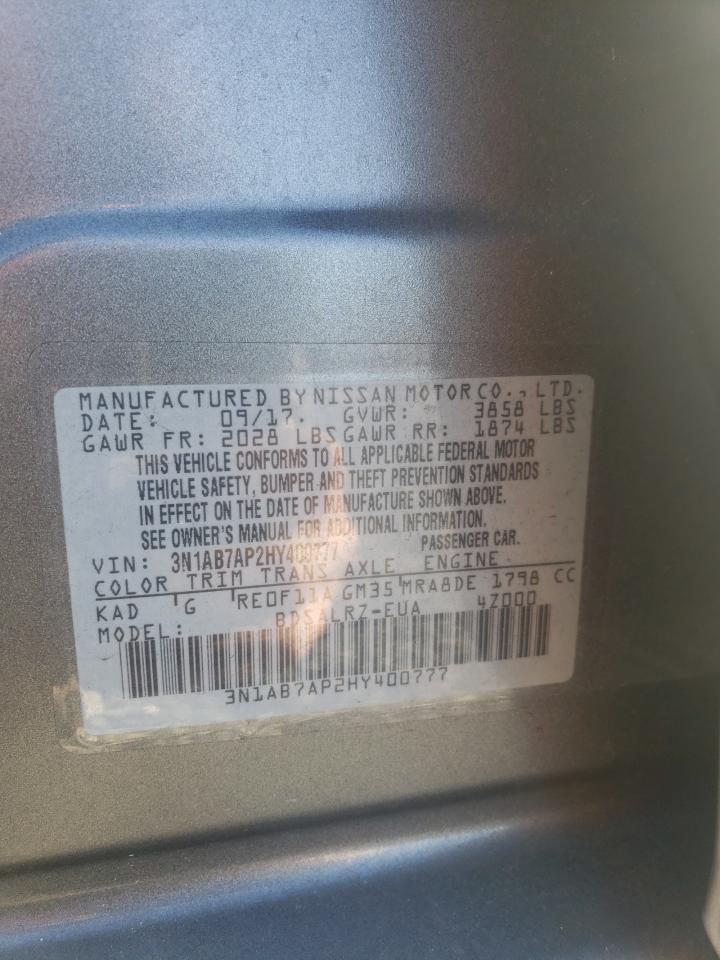 MANUFACTURED BY NISSAN MOTOR CO., LTD.
DATE: 09/17. GVWR: 3858 LBS
GAWR FR: 2028 LBS GAWR RR: 1874 LBS
THIS VEHICLE CONFORMS TO ALL APPLICABLE FEDERAL MOTOR
VEHICLE SAFETY, BUMPER AND THEFT PREVENTION STANDARDS
IN EFFECT ON THE DATE OF MANUFACTURE SHOWN ABOVE.
SEE OWNER'S MANUAL FOR ADDITIONAL INFORMATION.
VIN: 3N1AB7AP2HY400777 PASSENGER CAR.
COLOR TRIM TRANS AXLE ENGINE
KAD G RE0F11A GM35 MRA8DE 1798 CC
MODEL: BDSALRZ-EUA 4Z000
3N1AB7AP2HY400777